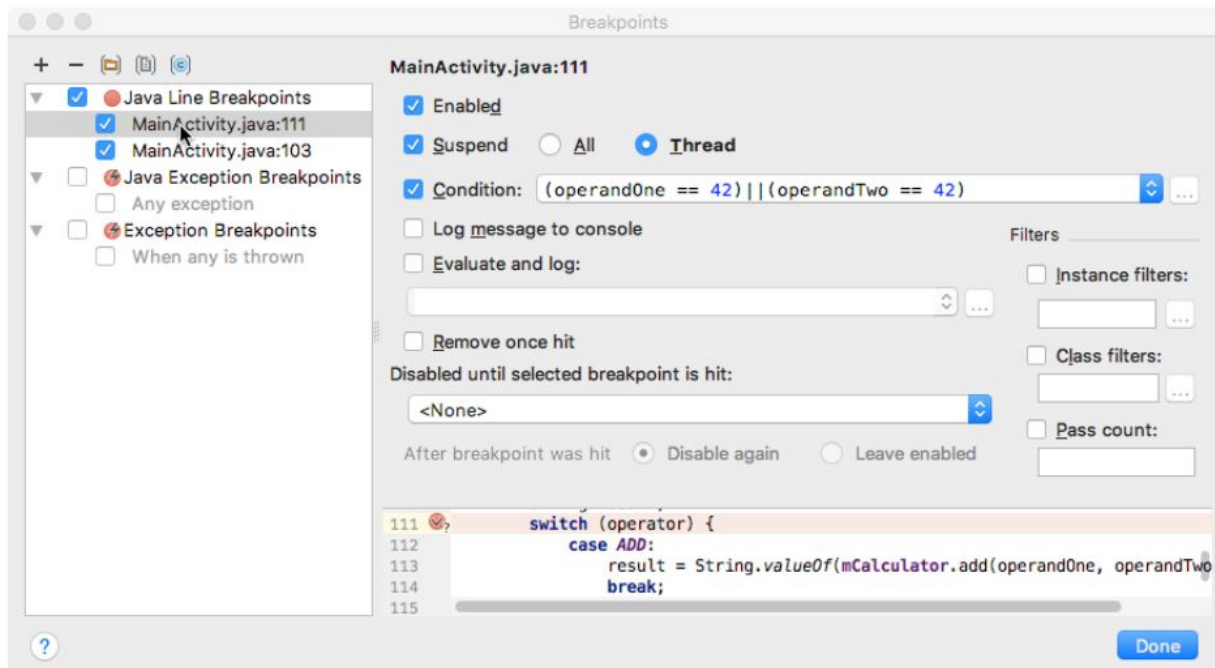 Breakpoints
MainActivity.java:111
Java Line Breakpoints
MainActivity.java:111
MainActivity.java:103
Java Exception Breakpoints
Any exception
Exception Breakpoints
When any is thrown
Enabled
Suspend All Thread
Condition: (operandOne == 42)||(operandTwo == 42) ...
Log message to console
Evaluate and log:
...
Remove once hit
Disabled until selected breakpoint is hit:
<None>
After breakpoint was hit Disable again Leave enabled
Filters
Instance filters:
...
Class filters:
...
Pass count:
111 ? switch (operator) {
112 case ADD:
113 result = String.valueOf(mCalculator.add(operandOne, operandTwo
114 break;
115
? Done